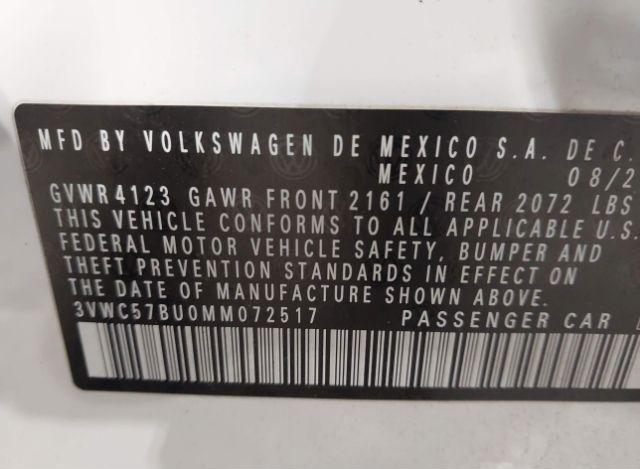 MFD BY VOLKSWAGEN DE MEXICO S.A. DE C.
MEXICO 08/2
GVWR 4123 GAWR FRONT 2161 / REAR 2072 LBS
THIS VEHICLE CONFORMS TO ALL APPLICABLE U.S.
FEDERAL MOTOR VEHICLE SAFETY, BUMPER AND
THEFT PREVENTION STANDARDS IN EFFECT ON
THE DATE OF MANUFACTURE SHOWN ABOVE.
3VWC57BU0MM072517 PASSENGER CAR